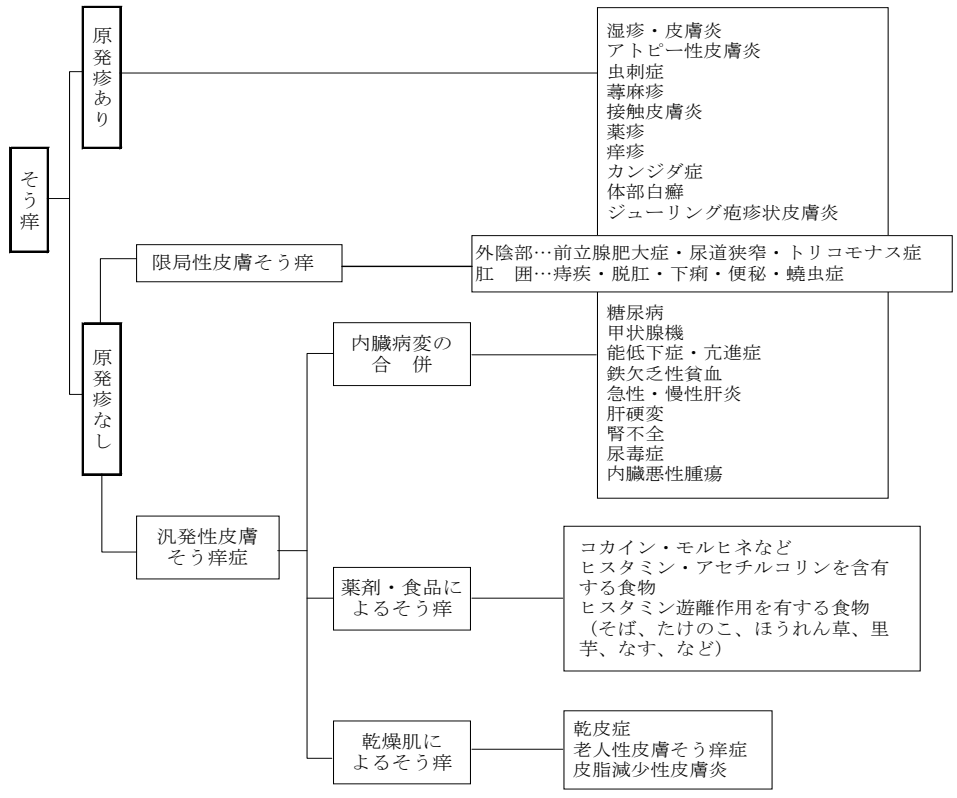 そう痒
原発疹あり
湿疹・皮膚炎
アトピー性皮膚炎
虫刺症
蕁麻疹
接触皮膚炎
薬疹
痒疹
カンジダ症
体部白癬
ジューリング疱疹状皮膚炎
原発疹なし
限局性皮膚そう痒
外陰部…前立腺肥大症・尿道狭窄・トリコモナス症
肛　囲…痔疾・脱肛・下痢・便秘・蟯虫症
汎発性皮膚
そう痒症
内臓病変の
合　併
糖尿病
甲状腺機
能低下症・亢進症
鉄欠乏性貧血
急性・慢性肝炎
肝硬変
腎不全
尿毒症
内臓悪性腫瘍
薬剤・食品に
よるそう痒
コカイン・モルヒネなど
ヒスタミン・アセチルコリンを含有
する食物
ヒスタミン遊離作用を有する食物
（そば、たけのこ、ほうれん草、里
芋、なす、など）
乾燥肌に
よるそう痒
乾皮症
老人性皮膚そう痒症
皮脂減少性皮膚炎